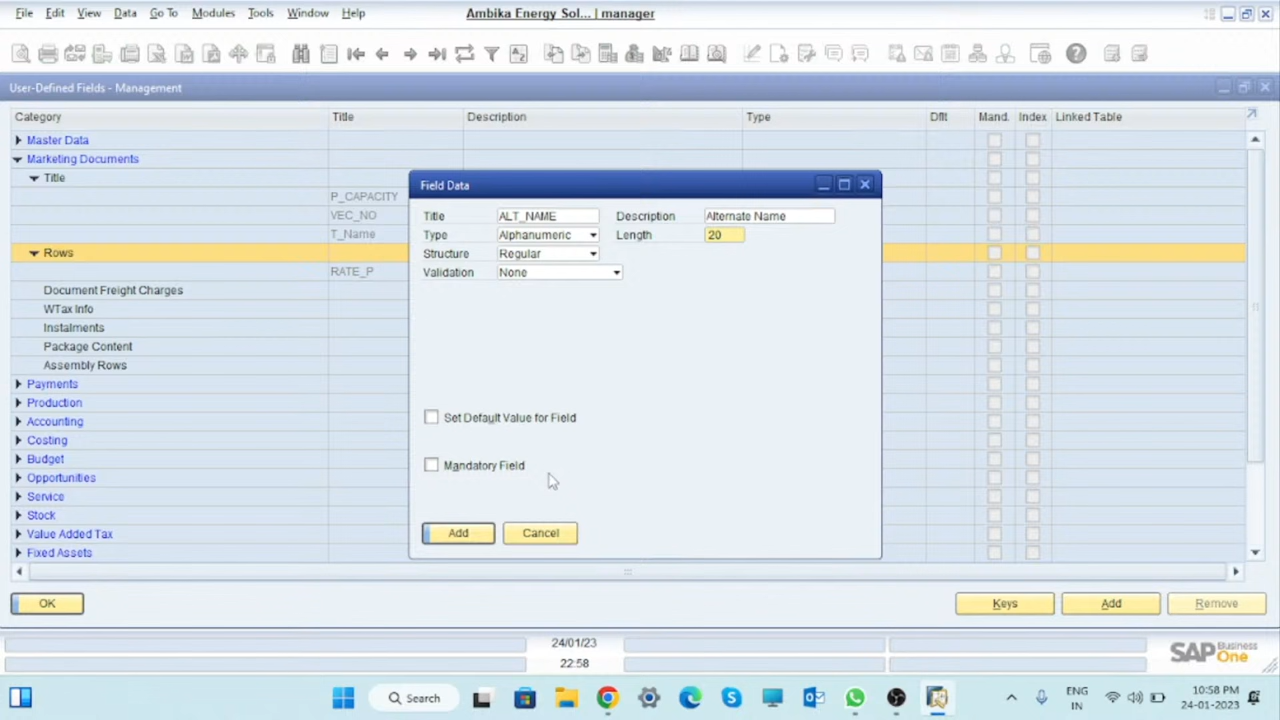 File Edit View Data Go To Modules Tools Window Help Ambika Energy Sol... | manager
User-Defined Fields - Management
Category Title Description Type Dflt Mand. Index Linked Table
Master Data
Marketing Documents
Title
P_CAPACITY
VEC_NO
T_Name
Rows
RATE_P
Document Freight Charges
WTax Info
Instalments
Package Content
Assembly Rows
Payments
Production
Accounting
Costing
Budget
Opportunities
Service
Stock
Value Added Tax
Fixed Assets
Field Data
Title ALT_NAME Description Alternate Name
Type Alphanumeric Length 20
Structure Regular
Validation None
Set Default Value for Field
Mandatory Field
Add Cancel
OK Keys Add Remove
24/01/23
22:58
SAP Business One
Search
ENG
IN
10:58 PM
24-01-2023